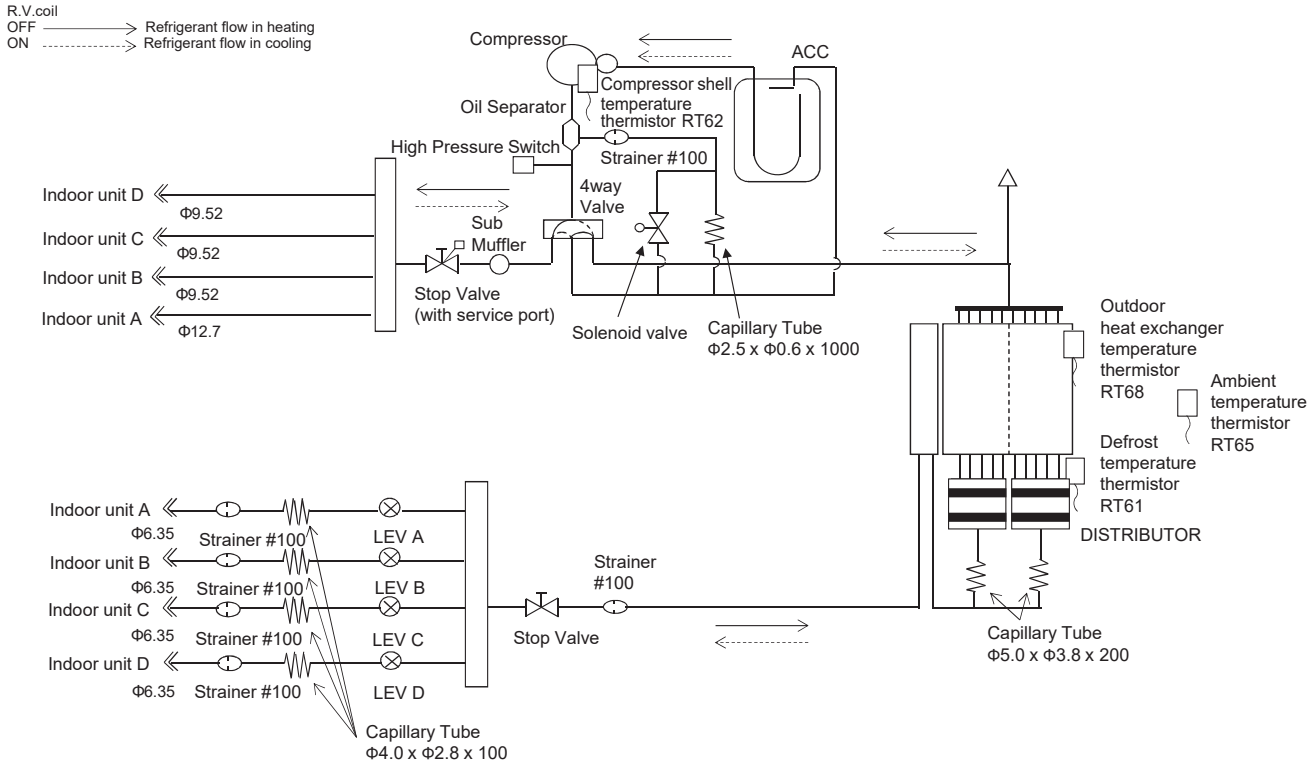 R.V.coil
OFF Refrigerant flow in heating
ON Refrigerant flow in cooling
Compressor
ACC
Compressor shell
temperature
thermistor RT62
Oil Separator
High Pressure Switch
Strainer #100
4way
Valve
Sub
Muffler
Indoor unit D
Φ9.52
Indoor unit C
Φ9.52
Indoor unit B
Φ9.52
Indoor unit A
Φ12.7
Stop Valve
(with service port)
Solenoid valve
Capillary Tube
Φ2.5 x Φ0.6 x 1000
Outdoor
heat exchanger
temperature
thermistor
RT68
Ambient
temperature
thermistor
RT65
Defrost
temperature
thermistor
RT61
DISTRIBUTOR
Capillary Tube
Φ5.0 x Φ3.8 x 200
Indoor unit A
Φ6.35
Strainer #100
LEV A
Indoor unit B
Φ6.35
Strainer #100
LEV B
Indoor unit C
Φ6.35
Strainer #100
LEV C
Indoor unit D
Φ6.35
Strainer #100
LEV D
Strainer
#100
Stop Valve
Capillary Tube
Φ4.0 x Φ2.8 x 100